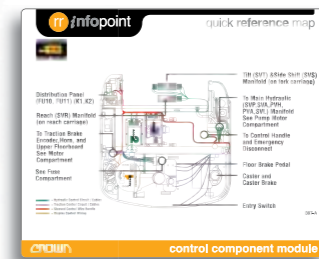 infopoint
quick reference map
Distribution Panel
(FU10, FU11) (K1, K2)
Reach (SVR) Manifold
(on reach carriage)
To Traction Brake
Encoder, Horn, and
Upper Floorboard
See Motor
Compartment
See Fuse
Compartment
Tilt (SVT) &Side Shift (SVS)
Manifold (on fork carriage)
To Main Hydraulic
(SVP,SVA,PVH,
PVA,SVL) Manifold
See Pump Motor
Compartment
To Control Handle
and Emergency
Disconnect
Floor Brake Pedal
Caster and
Caster Brake
Entry Switch
CROWN
control component module